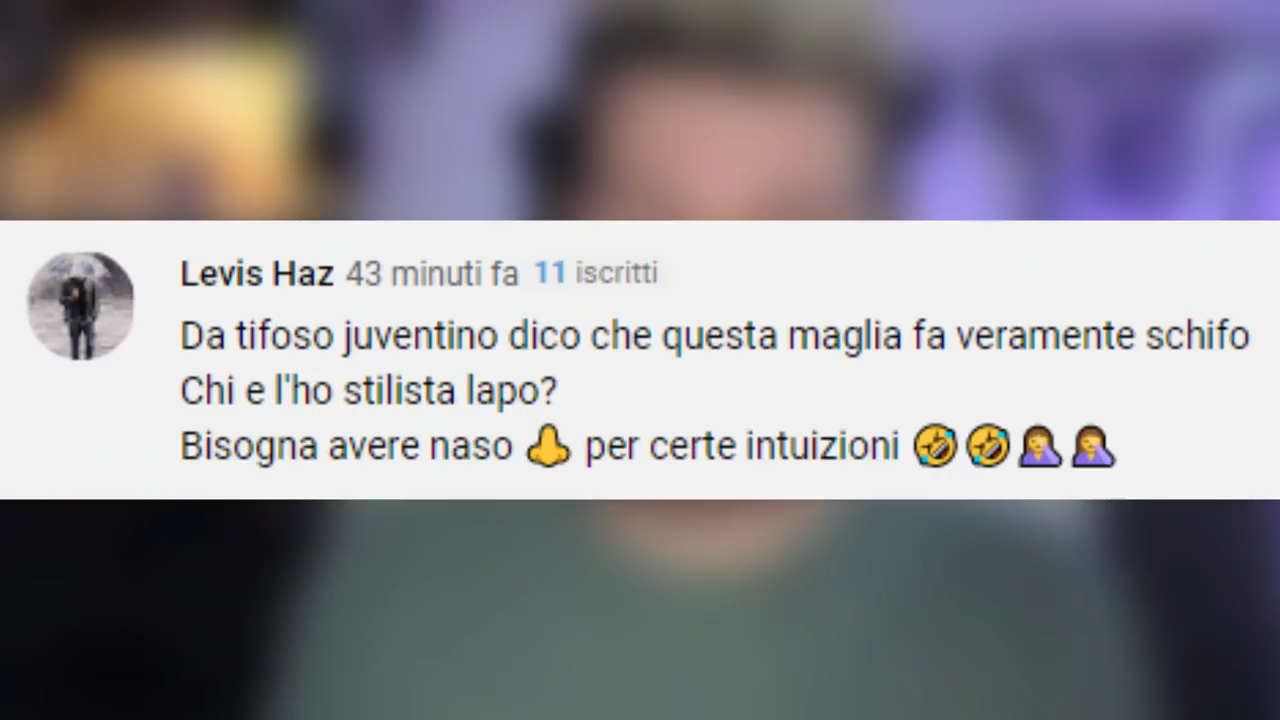 Levis Haz 43 minuti fa 11 iscritti
Da tifoso juventino dico che questa maglia fa veramente schifo
Chi e l'ho stilista lapo?
Bisogna avere naso 👃 per certe intuizioni 🤣🤣🤦‍♀️🤦‍♀️